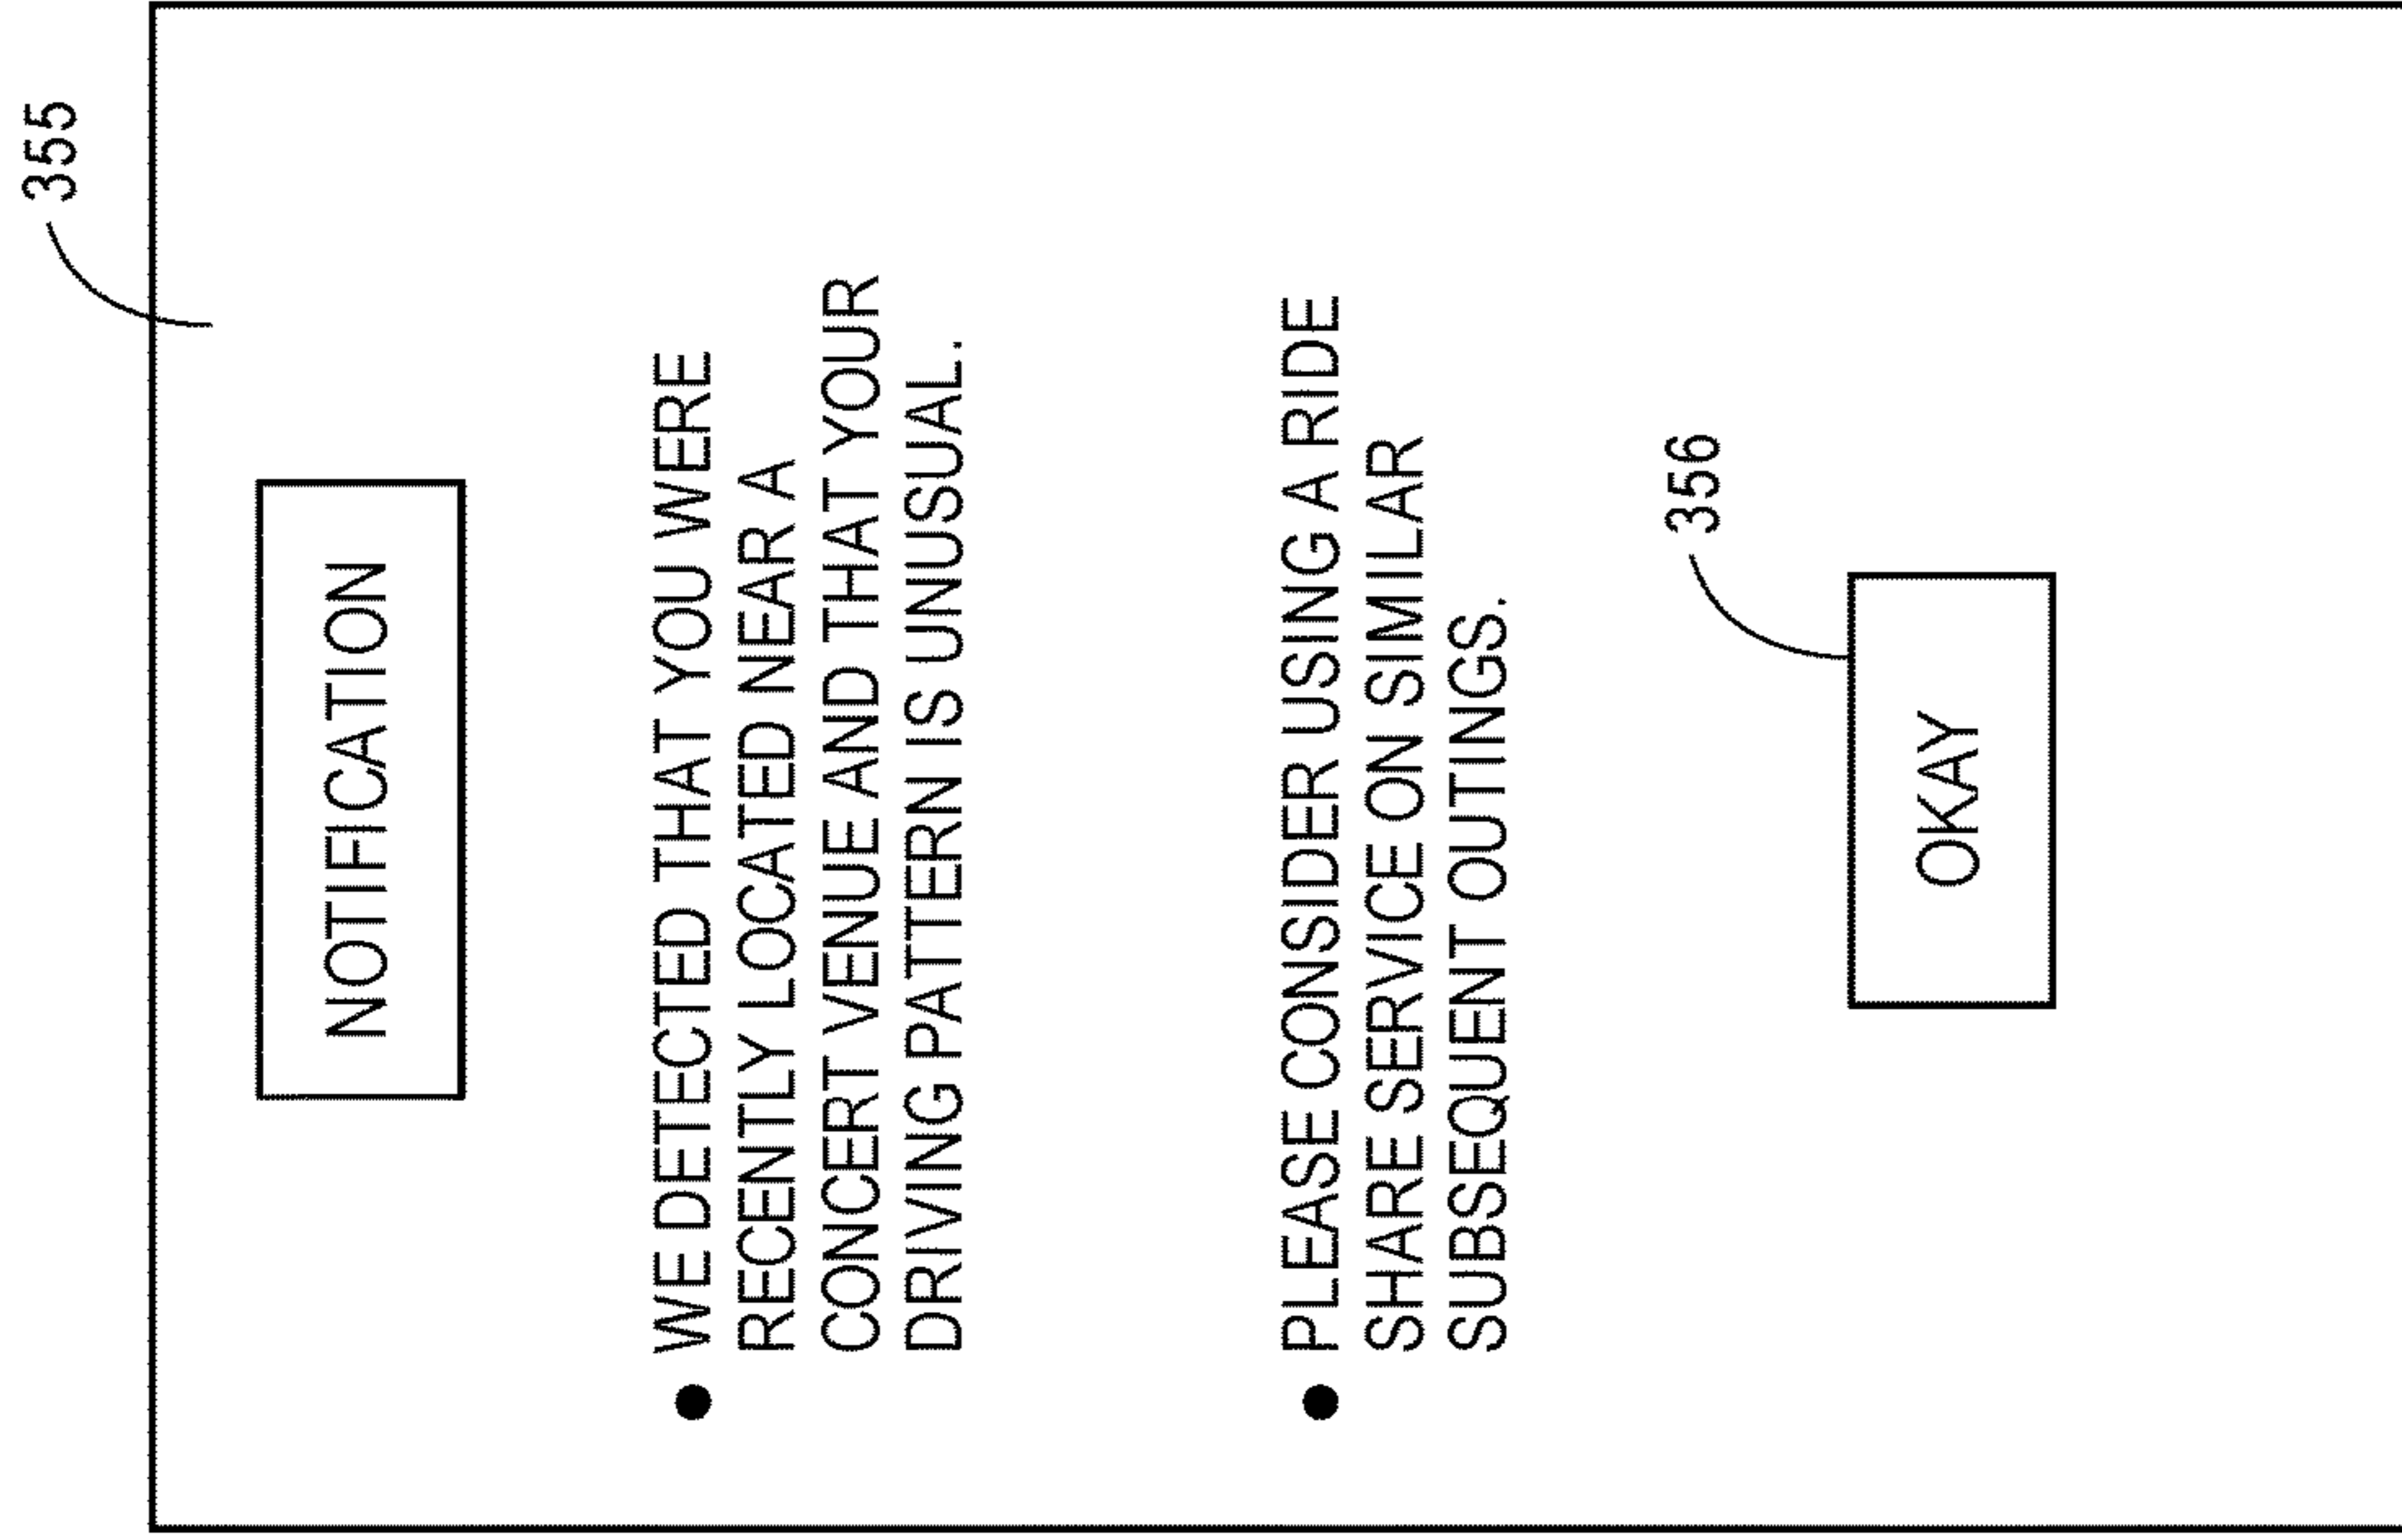 355
NOTIFICATION
● WE DETECTED THAT YOU WERE
RECENTLY LOCATED NEAR A
CONCERT VENUE AND THAT YOUR
DRIVING PATTERN IS UNUSUAL.
● PLEASE CONSIDER USING A RIDE
SHARE SERVICE ON SIMILAR
SUBSEQUENT OUTINGS.
356
OKAY